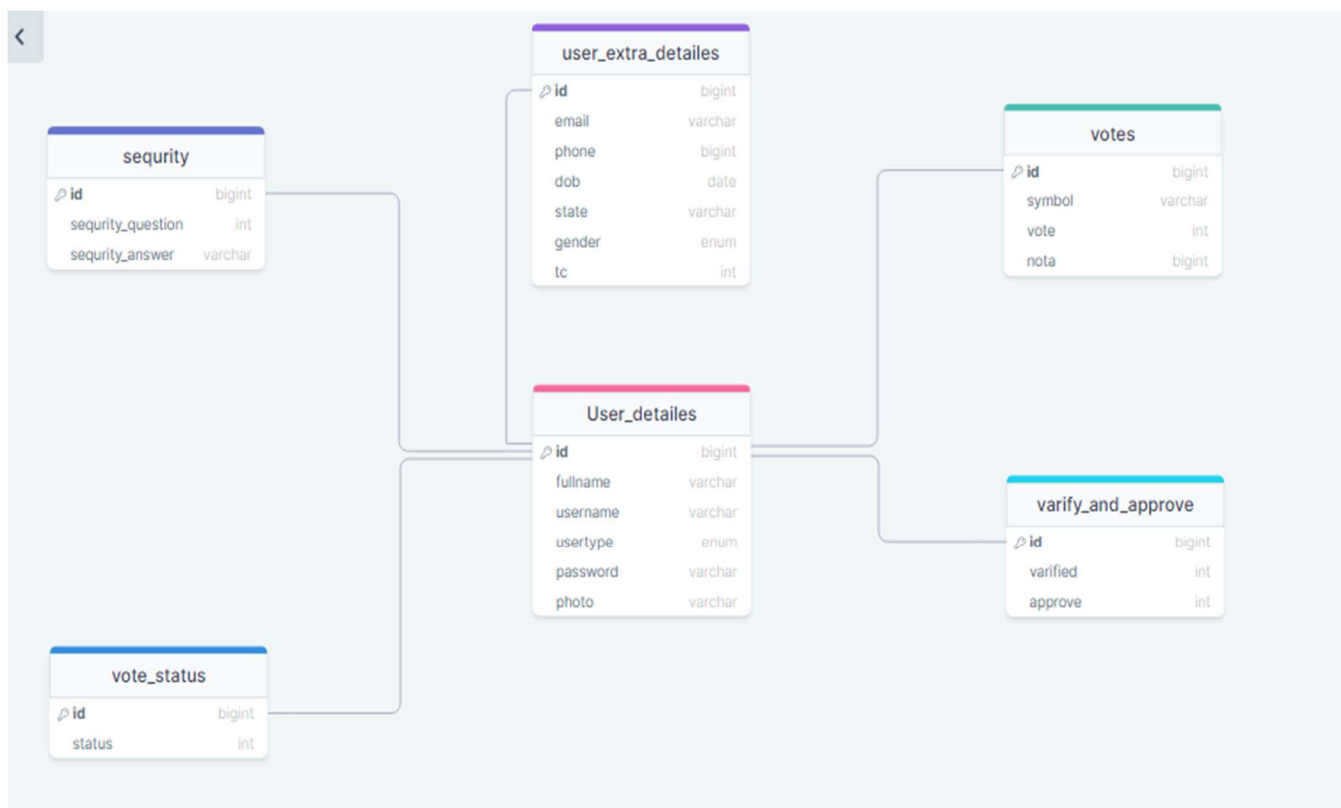 user_extra_detailes
id bigint
email varchar
phone bigint
dob date
state varchar
gender enum
tc int
sequrity
id bigint
sequrity_question int
sequrity_answer varchar
votes
id bigint
symbol varchar
vote int
nota bigint
User_detailes
id bigint
fullname varchar
username varchar
usertype enum
password varchar
photo varchar
varify_and_approve
id bigint
varified int
approve int
vote_status
id bigint
status int